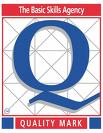 The Basic Skills Agency
Q
QUALITY MARK